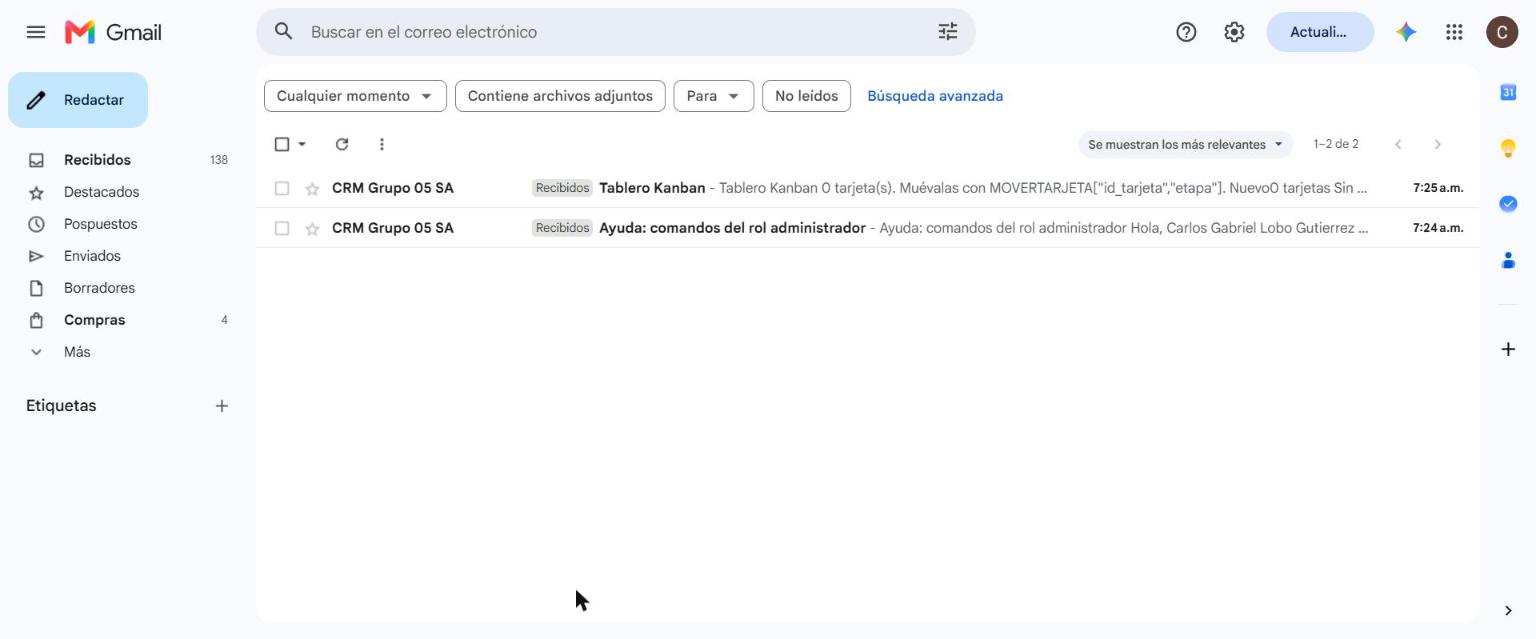 Gmail
Buscar en el correo electrónico
Actuali...
C
Redactar
Recibidos 138
Destacados
Pospuestos
Enviados
Borradores
Compras 4
Más
Etiquetas
Cualquier momento
Contiene archivos adjuntos
Para
No leídos
Búsqueda avanzada
Se muestran los más relevantes
1–2 de 2
CRM Grupo 05 SA Recibidos Tablero Kanban - Tablero Kanban 0 tarjeta(s). Muévalas con MOVERTARJETA["id_tarjeta","etapa"]. Nuevo0 tarjetas Sin ... 7:25 a.m.
CRM Grupo 05 SA Recibidos Ayuda: comandos del rol administrador - Ayuda: comandos del rol administrador Hola, Carlos Gabriel Lobo Gutierrez ... 7:24 a.m.
31